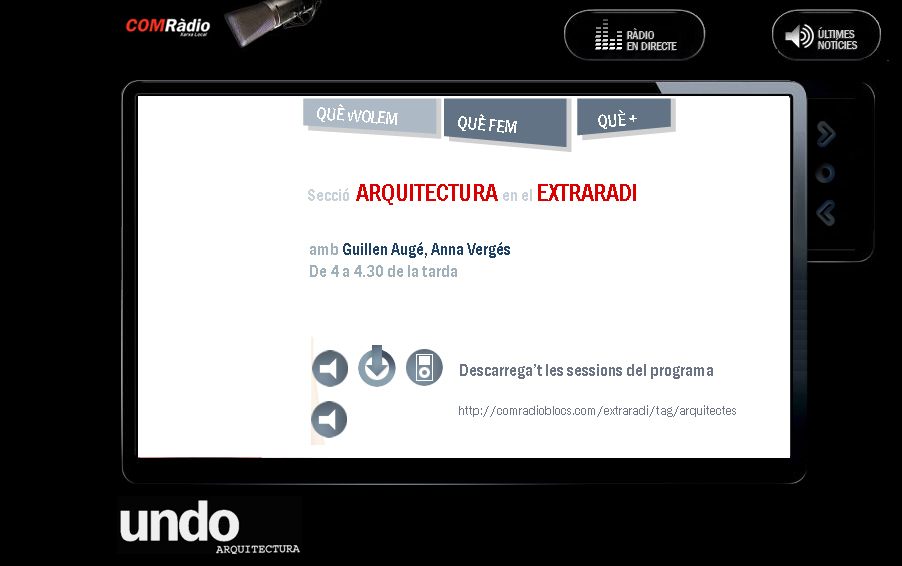 COMRàdio
Xarxa Local
RÀDIO
EN DIRECTE
ÚLTIMES
NOTÍCIES
QUÈ vVOLEM
QUÈ FEM
QUÈ +
Secció ARQUITECTURA en el EXTRARADI
amb Guillen Augé, Anna Vergés
De 4 a 4.30 de la tarda
Descarrega't les sessions del programa
http://comradioblocs.com/extraradi/tag/arquitectes
undo
ARQUITECTURA